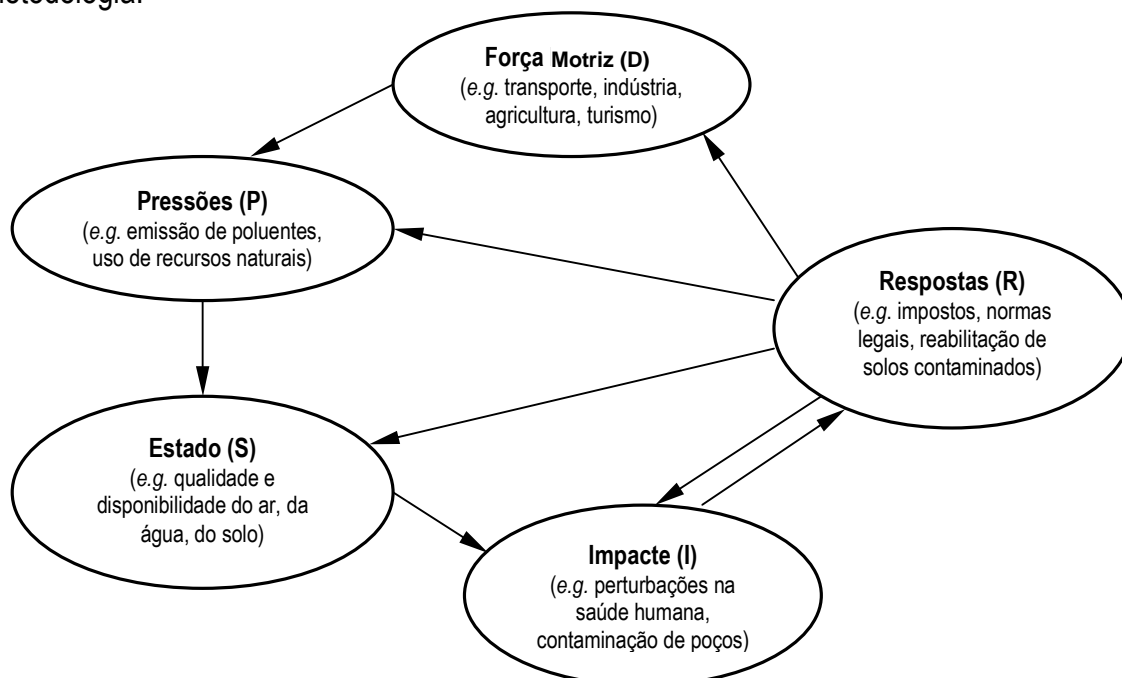 Força Motriz (D)
(e.g. transporte, indústria,
agricultura, turismo)
Pressões (P)
(e.g. emissão de poluentes,
uso de recursos naturais)
Respostas (R)
(e.g. impostos, normas
legais, reabilitação de
solos contaminados)
Estado (S)
(e.g. qualidade e
disponibilidade do ar, da
água, do solo)
Impacte (I)
(e.g. perturbações na
saúde humana,
contaminação de poços)